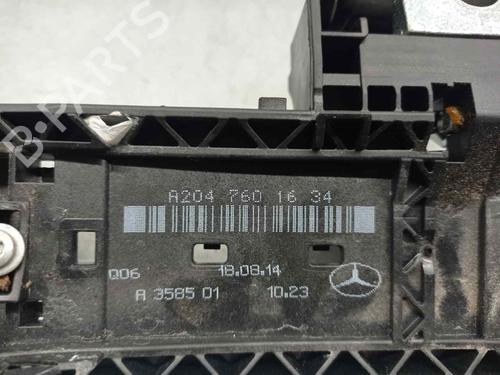 A204 760 16 34
Q06
18.08.14
A 3585 01
10.23
B-PARTS